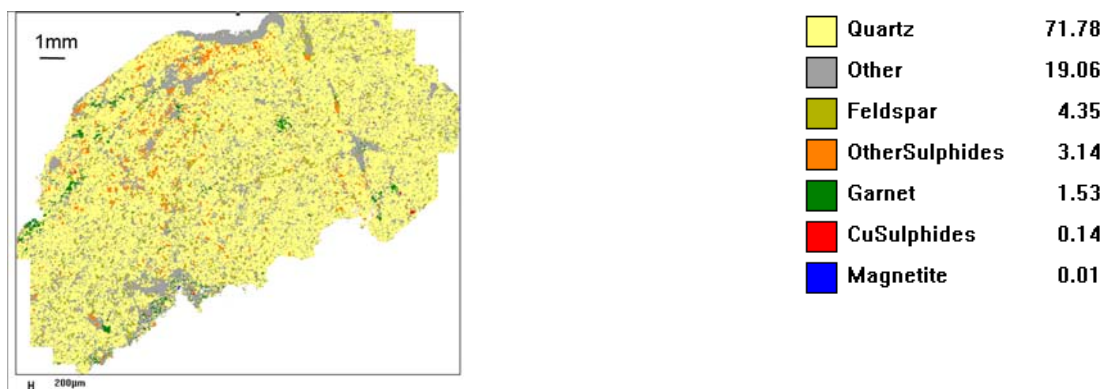 1mm
H 200µm
Quartz 71.78
Other 19.06
Feldspar 4.35
OtherSulphides 3.14
Garnet 1.53
CuSulphides 0.14
Magnetite 0.01